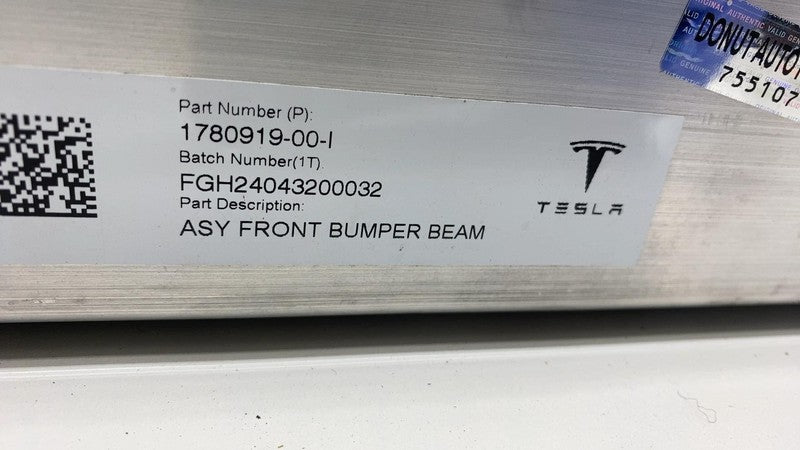 Part Number (P):
1780919-00-I
Batch Number(1T).
FGH24043200032
Part Description:
ASY FRONT BUMPER BEAM
TESLA
DONUT AUTO
755107